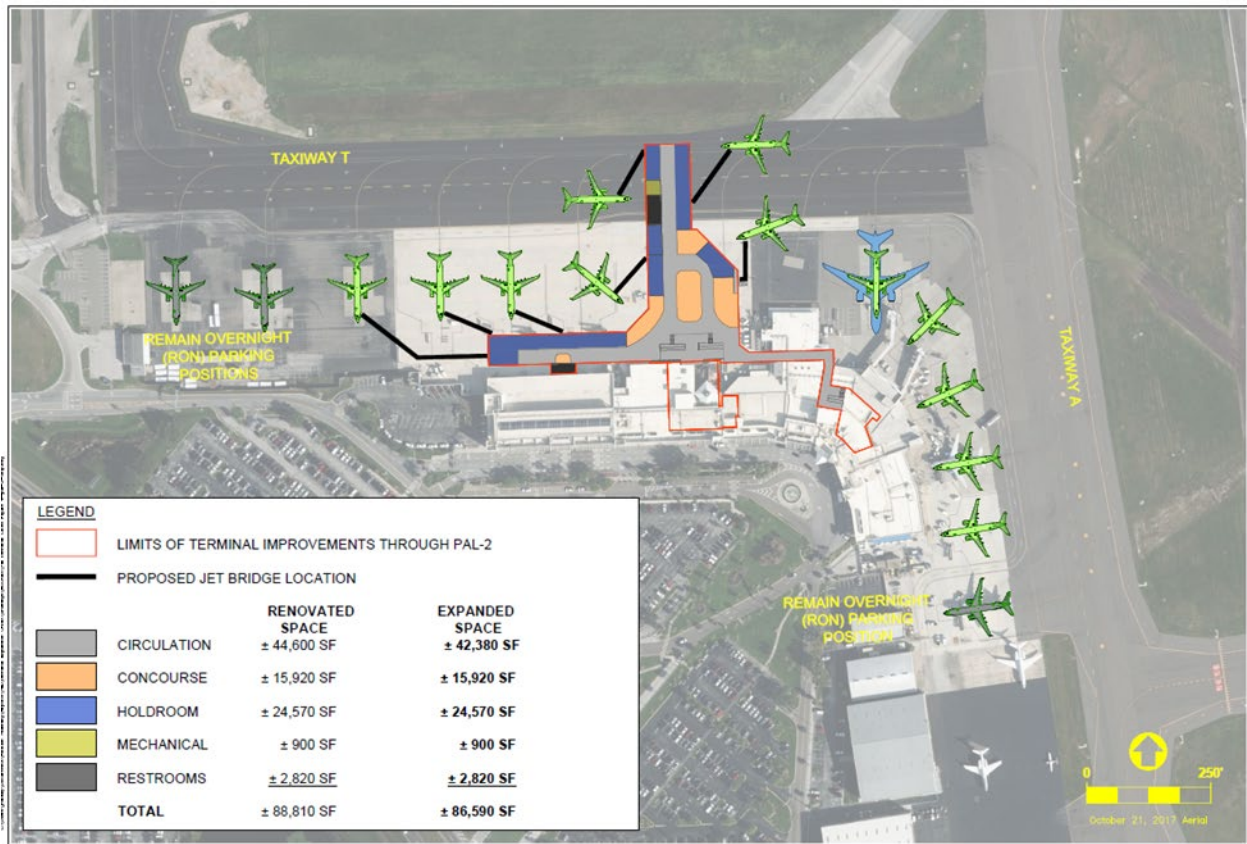 TAXIWAY T
REMAIN OVERNIGHT
(RON) PARKING
POSITIONS
TAXIWAY A
REMAIN OVERNIGHT
(RON) PARKING
POSITION
LEGEND
LIMITS OF TERMINAL IMPROVEMENTS THROUGH PAL-2
PROPOSED JET BRIDGE LOCATION
RENOVATED EXPANDED
SPACE SPACE
CIRCULATION ± 44,600 SF ± 42,380 SF
CONCOURSE ± 15,920 SF ± 15,920 SF
HOLDROOM ± 24,570 SF ± 24,570 SF
MECHANICAL ± 900 SF ± 900 SF
RESTROOMS ± 2,820 SF ± 2,820 SF
TOTAL ± 88,810 SF ± 86,590 SF
0 250'
October 21, 2017 Aerial